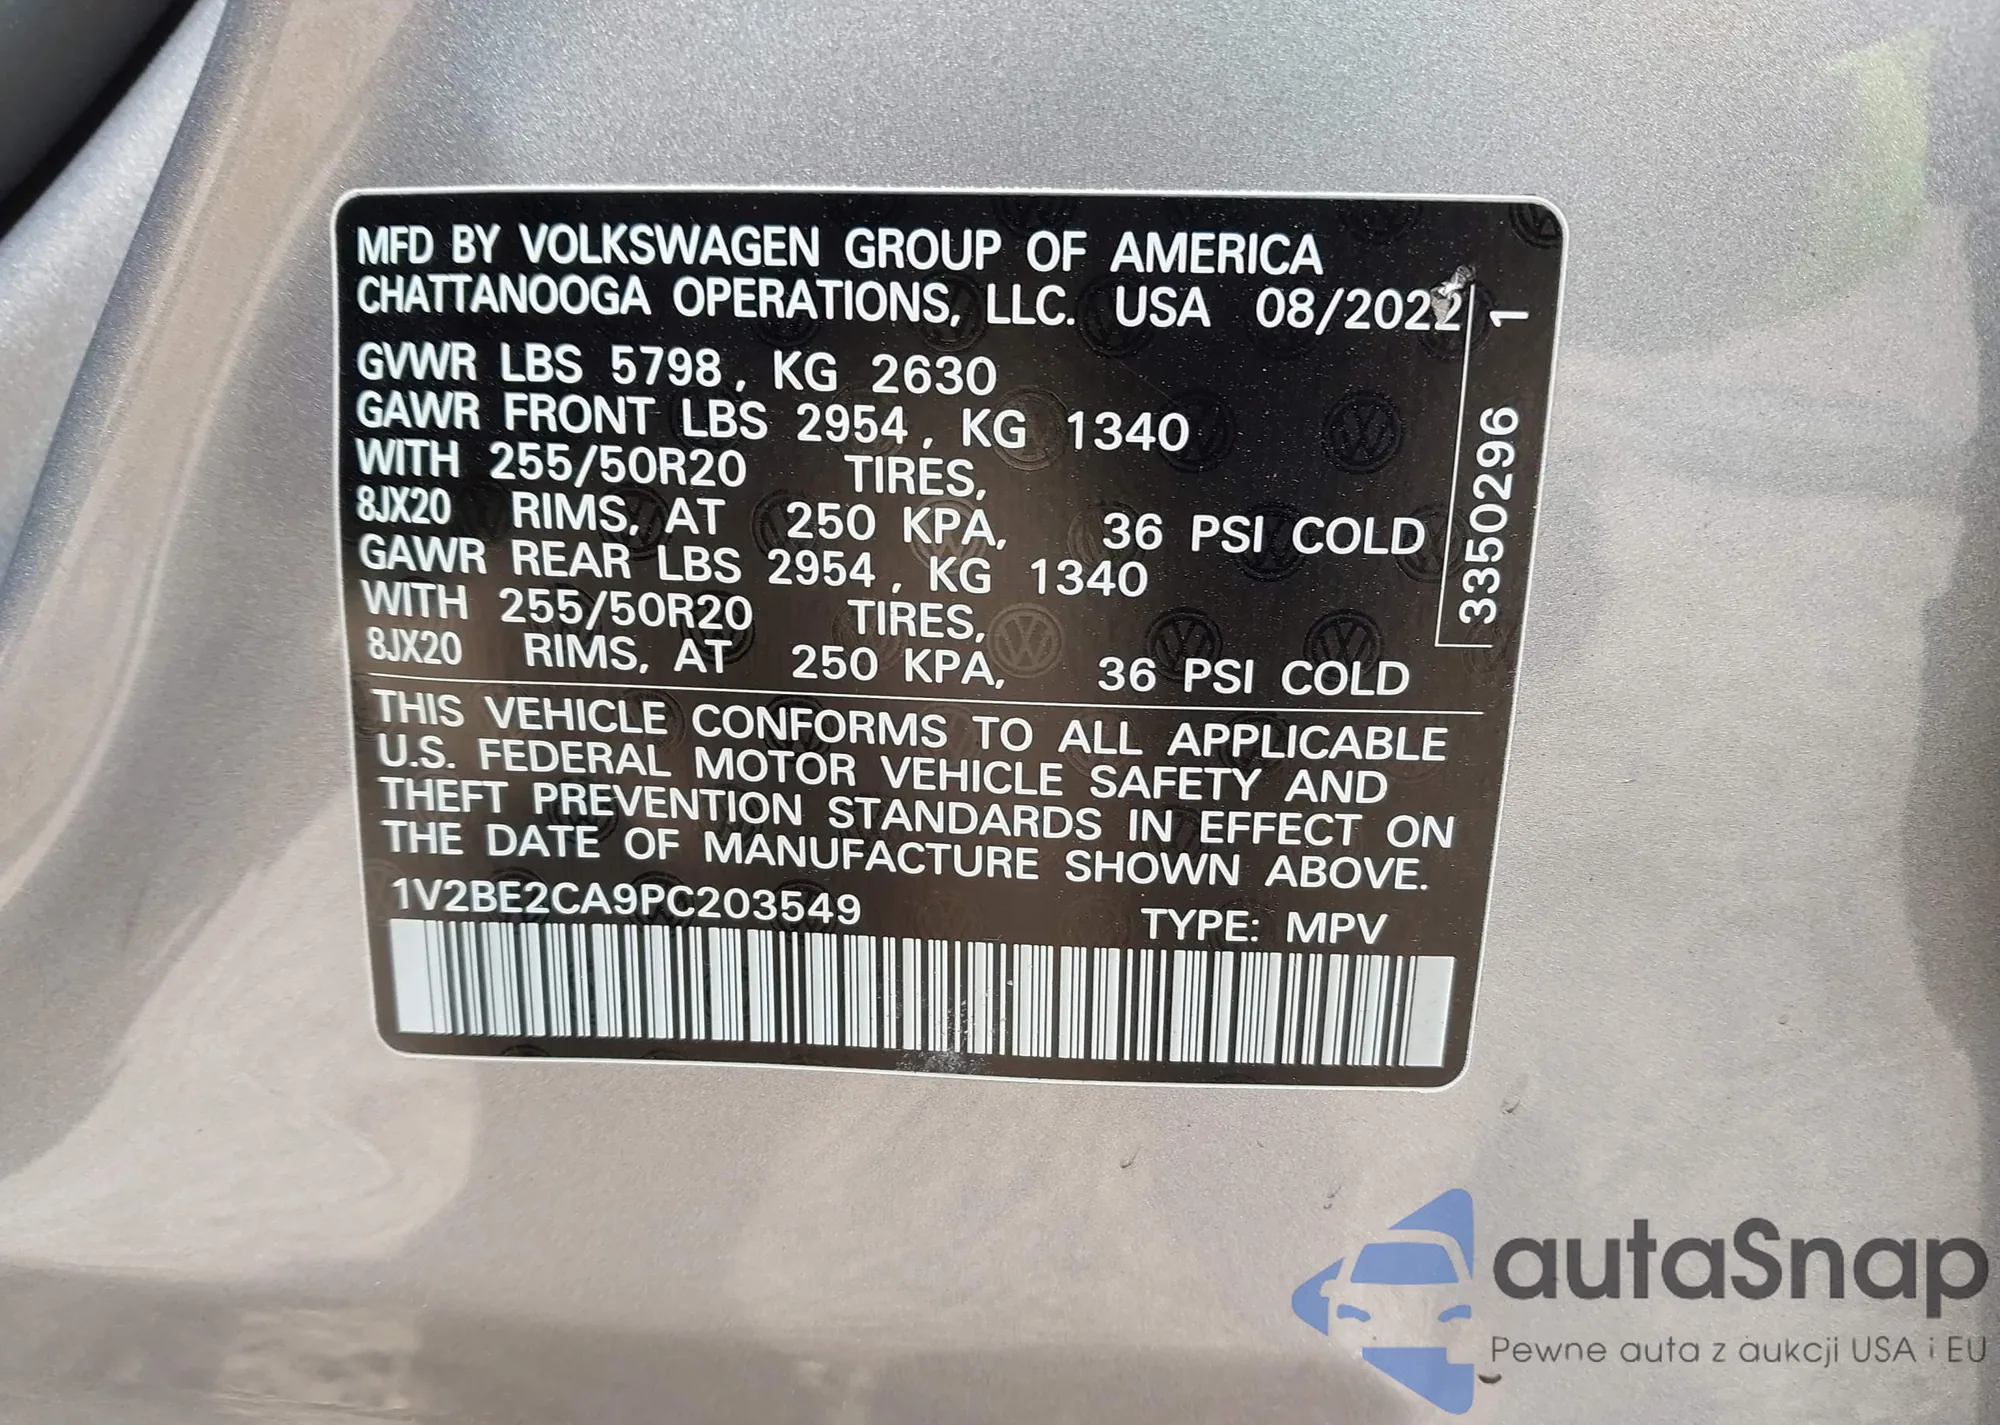 MFD BY VOLKSWAGEN GROUP OF AMERICA
CHATTANOOGA OPERATIONS, LLC. USA 08/2022
GVWR LBS 5798, KG 2630
GAWR FRONT LBS 2954, KG 1340
WITH 255/50R20 TIRES,
8JX20 RIMS, AT 250 KPA, 36 PSI COLD
GAWR REAR LBS 2954, KG 1340
WITH 255/50R20 TIRES,
8JX20 RIMS, AT 250 KPA, 36 PSI COLD
33502961
THIS VEHICLE CONFORMS TO ALL APPLICABLE
U.S. FEDERAL MOTOR VEHICLE SAFETY AND
THEFT PREVENTION STANDARDS IN EFFECT ON
THE DATE OF MANUFACTURE SHOWN ABOVE.
1V2BE2CA9PC203549 TYPE: MPV
autaSnap
Pewne auta z aukcji USA i EU